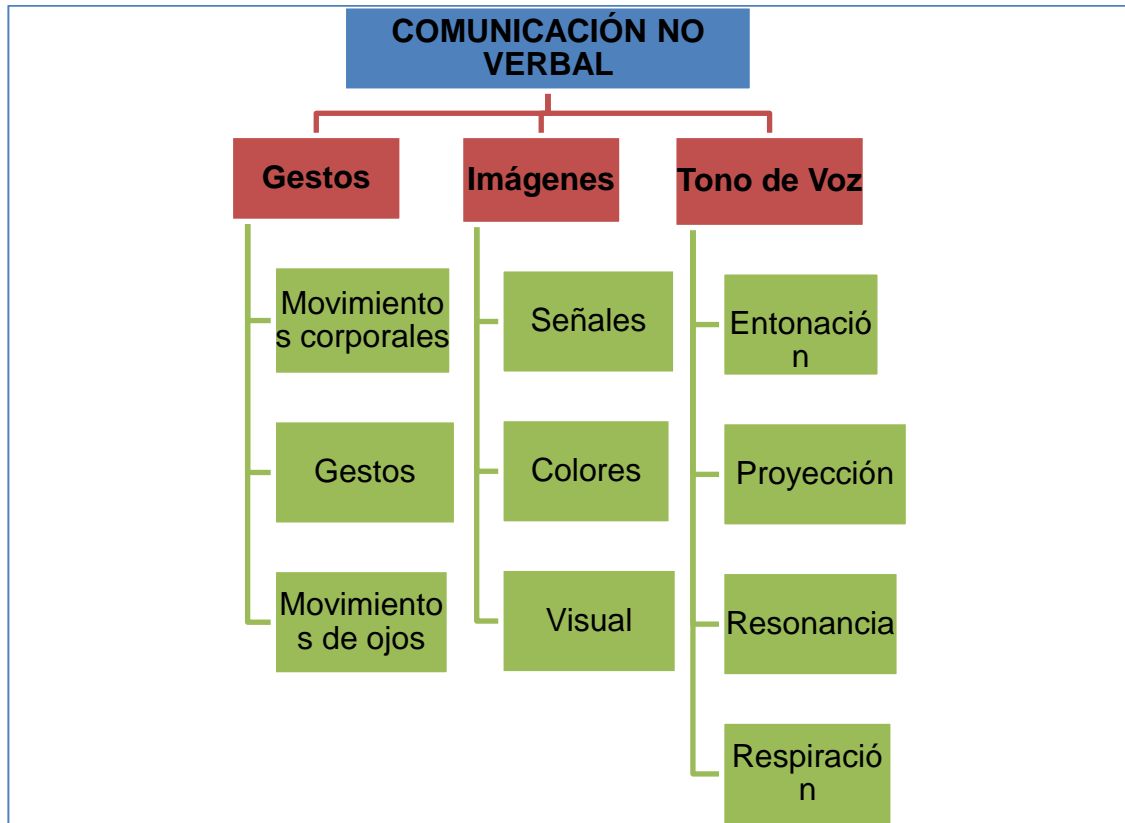 COMUNICACIÓN NO
VERBAL
Gestos
Imágenes
Tono de Voz
Movimiento
s corporales
Gestos
Movimiento
s de ojos
Señales
Colores
Visual
Entonació
n
Proyección
Resonancia
Respiració
n